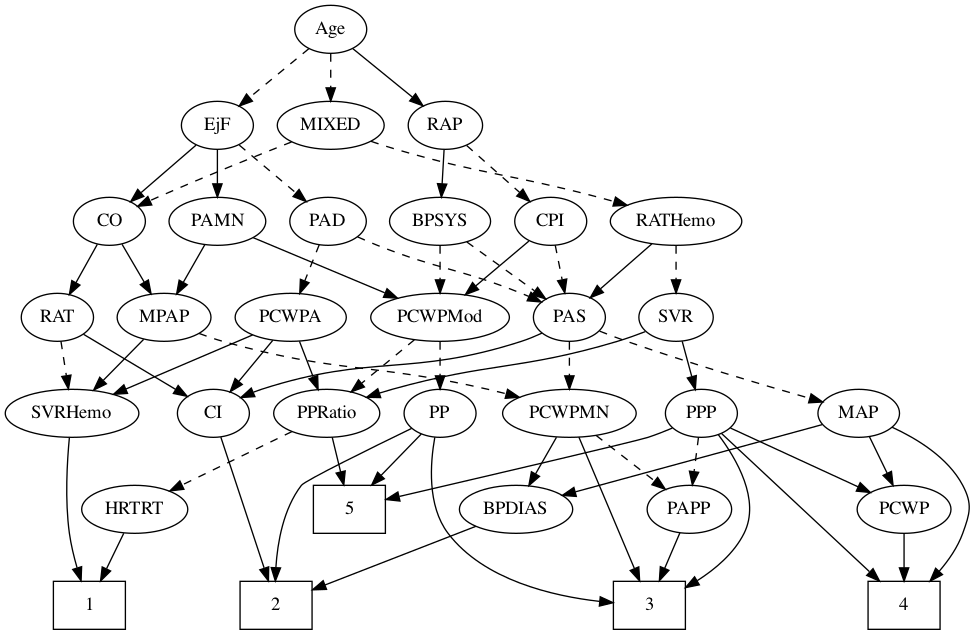 Age
EjF
MIXED
RAP
CO
PAMN
PAD
BPSYS
CPI
RATHemo
RAT
MPAP
PCWPA
PCWPMod
PAS
SVR
SVRHemo
CI
PPRatio
PP
PCWPMN
PPP
MAP
HRTRT
5
BPDIAS
PAPP
PCWP
1
2
3
4